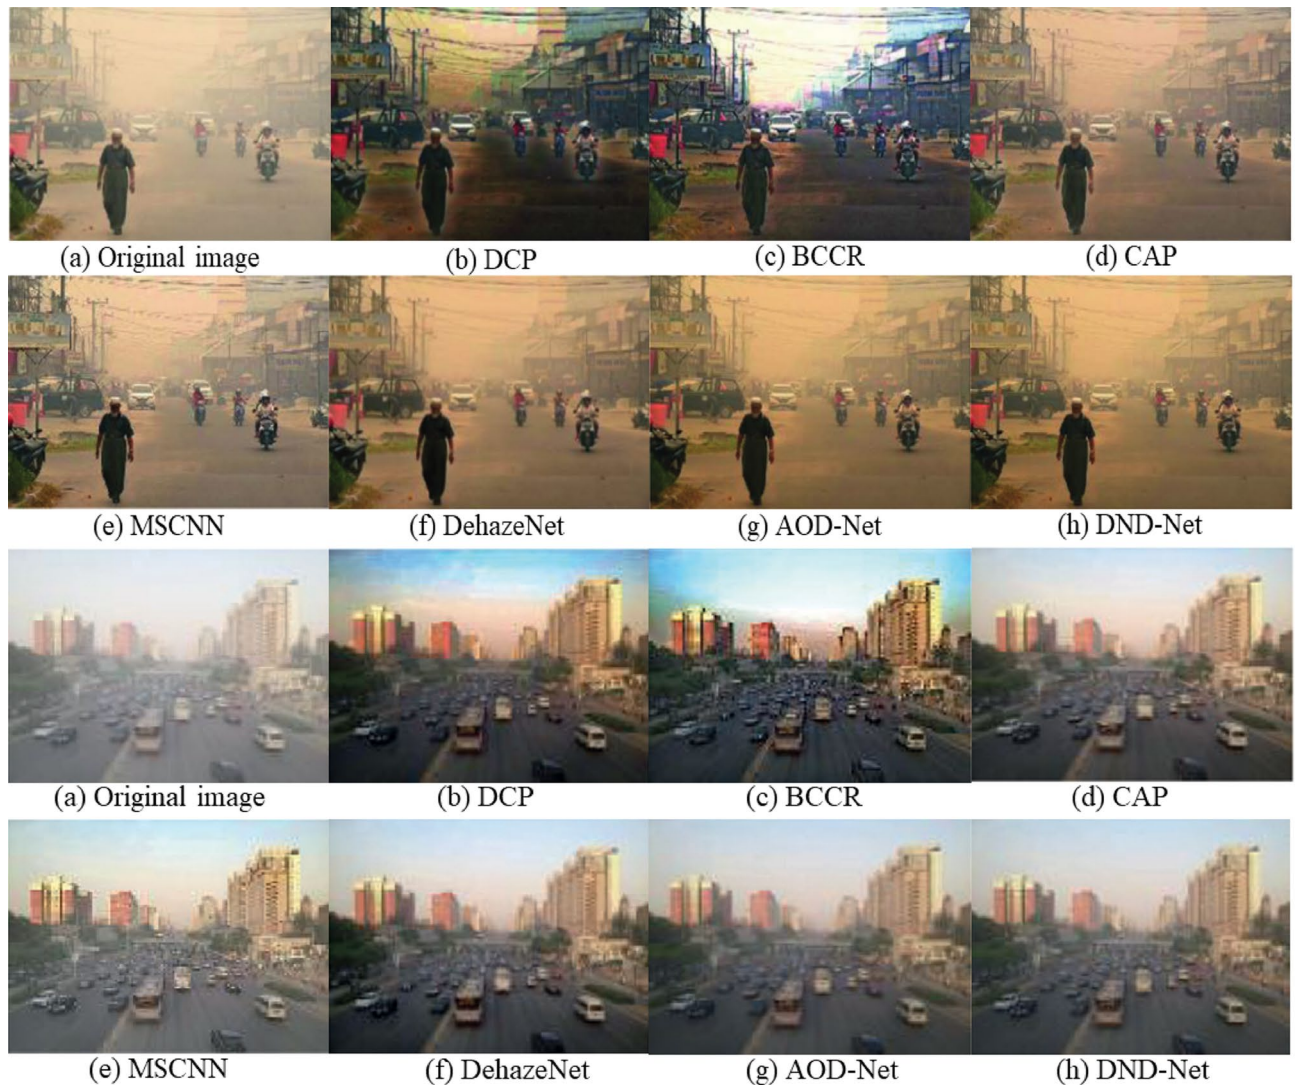 (a) Original image
(b) DCP
(c) BCCR
(d) CAP
(e) MSCNN
(f) DehazeNet
(g) AOD-Net
(h) DND-Net
(a) Original image
(b) DCP
(c) BCCR
(d) CAP
(e) MSCNN
(f) DehazeNet
(g) AOD-Net
(h) DND-Net